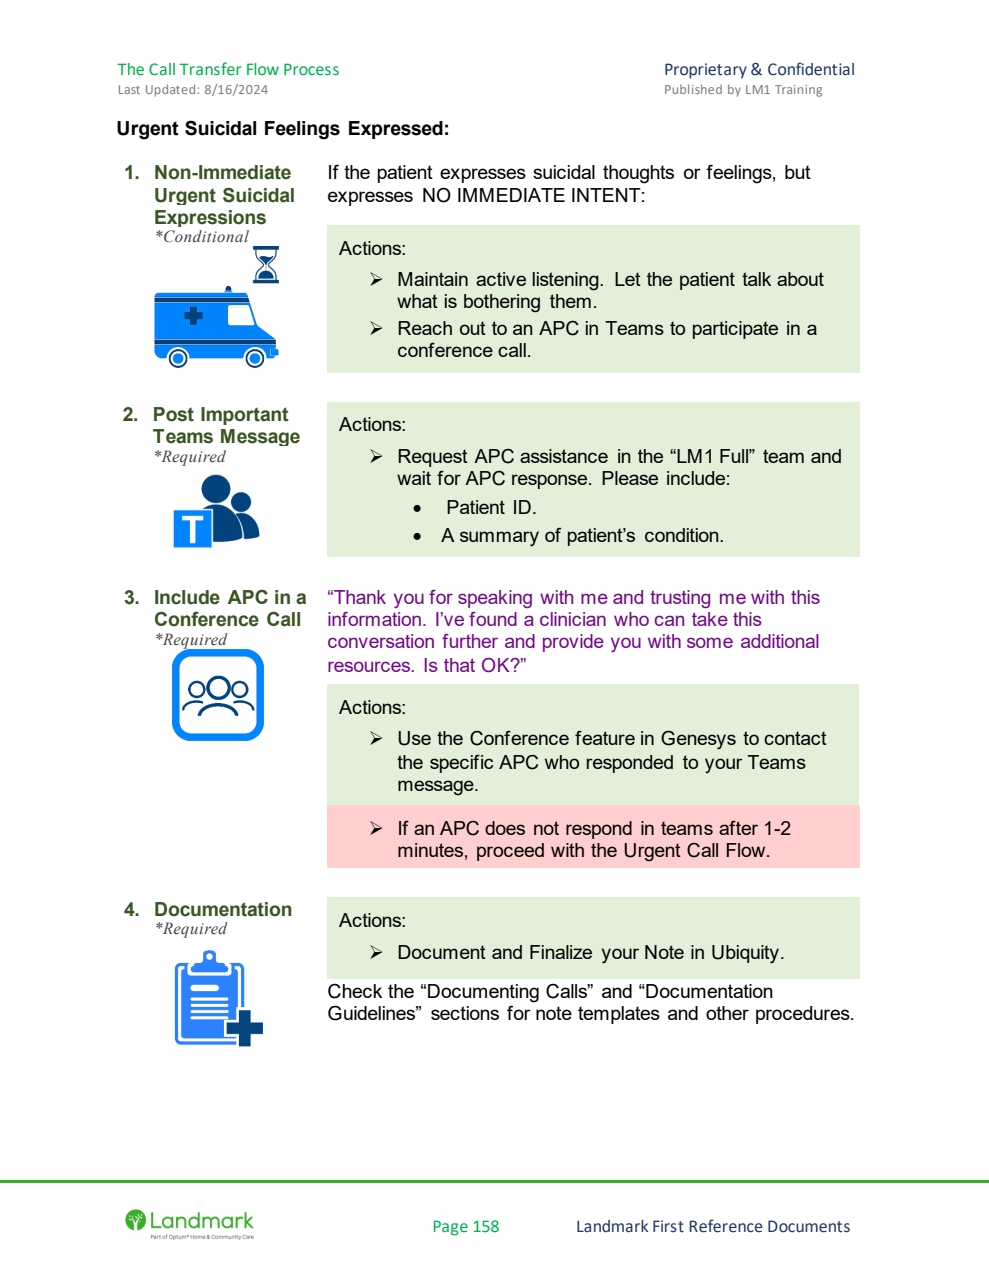 The Call Transfer Flow Process
Proprietary & Confidential
Last Updated: 8/16/2024
Published by LM1 Training
Urgent Suicidal Feelings Expressed:
1. Non-Immediate
Urgent Suicidal
Expressions
*Conditional
If the patient expresses suicidal thoughts or feelings, but
expresses NO IMMEDIATE INTENT:
Actions:
➢ Maintain active listening. Let the patient talk about
what is bothering them.
➢ Reach out to an APC in Teams to participate in a
conference call.
2. Post Important
Teams Message
*Required
T
Actions:
➢ Request APC assistance in the “LM1 Full” team and
wait for APC response. Please include:
• Patient ID.
• A summary of patient’s condition.
3. Include APC in a
Conference Call
*Required
“Thank you for speaking with me and trusting me with this
information. I’ve found a clinician who can take this
conversation further and provide you with some additional
resources. Is that OK?”
Actions:
➢ Use the Conference feature in Genesys to contact
the specific APC who responded to your Teams
message.
➢ If an APC does not respond in teams after 1-2
minutes, proceed with the Urgent Call Flow.
4. Documentation
*Required
Actions:
➢ Document and Finalize your Note in Ubiquity.
Check the “Documenting Calls” and “Documentation
Guidelines” sections for note templates and other procedures.
Landmark
Part of Optum® Home & Community Care
Page 158
Landmark First Reference Documents